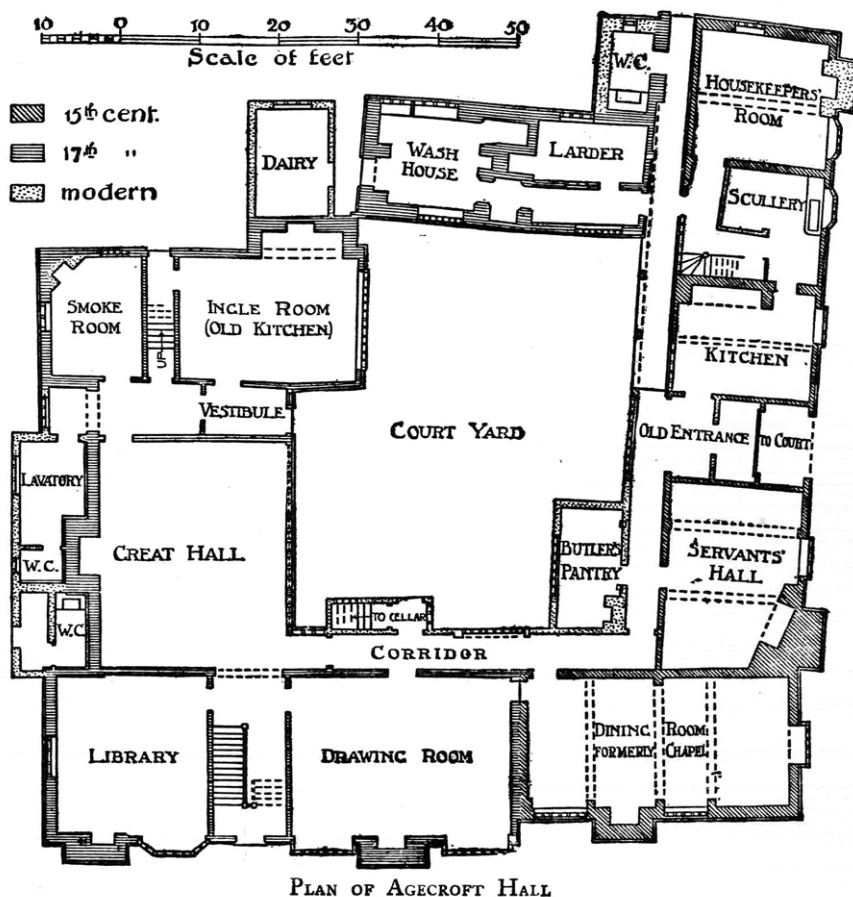 10 0 10 20 30 40 50
Scale of feet
15th cent.
17th "
modern
W.C.
HOUSEKEEPERS'
ROOM
DAIRY
WASH
HOUSE
LARDER
SCULLERY
SMOKE
ROOM
UP
INGLE ROOM
(OLD KITCHEN)
KITCHEN
VESTIBULE
COURT YARD
OLD ENTRANCE
TO COURT
LAVATORY
GREAT HALL
BUTLER'S
PANTRY
SERVANTS'
HALL
W.C.
W.C.
TO CELLAR
CORRIDOR
LIBRARY
DRAWING ROOM
DINING ROOM
FORMERLY CHAPEL
PLAN OF AGECROFT HALL